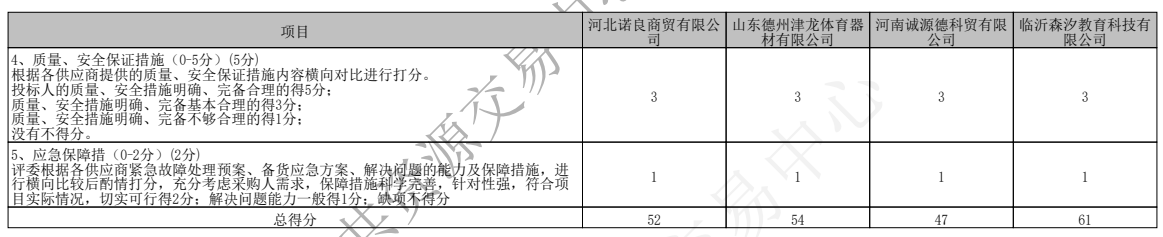 项目
河北诺良商贸有限公
司
山东德州津龙体育器
材有限公司
河南诚源德科贸有限
公司
临沂森汐教育科技有
限公司
4、质量、安全保证措施（0-5分）(5分)
根据各供应商提供的质量、安全保证措施内容横向对比进行打分。
投标人的质量、安全措施明确、完备合理的得5分；
质量、安全措施明确、完备基本合理的得3分；
质量、安全措施明确、完备不够合理的得1分；
没有不得分。
3
3
3
3
5、应急保障措（0-2分）(2分)
评委根据各供应商紧急故障处理预案、备货应急方案、解决问题的能力及保障措施，进
行横向比较后酌情打分，充分考虑采购人需求，保障措施科学完善，针对性强，符合项
目实际情况，切实可行得2分；解决问题能力一般得1分；缺项不得分
1
1
1
1
总得分
52
54
47
61
共资源交易中
易中心